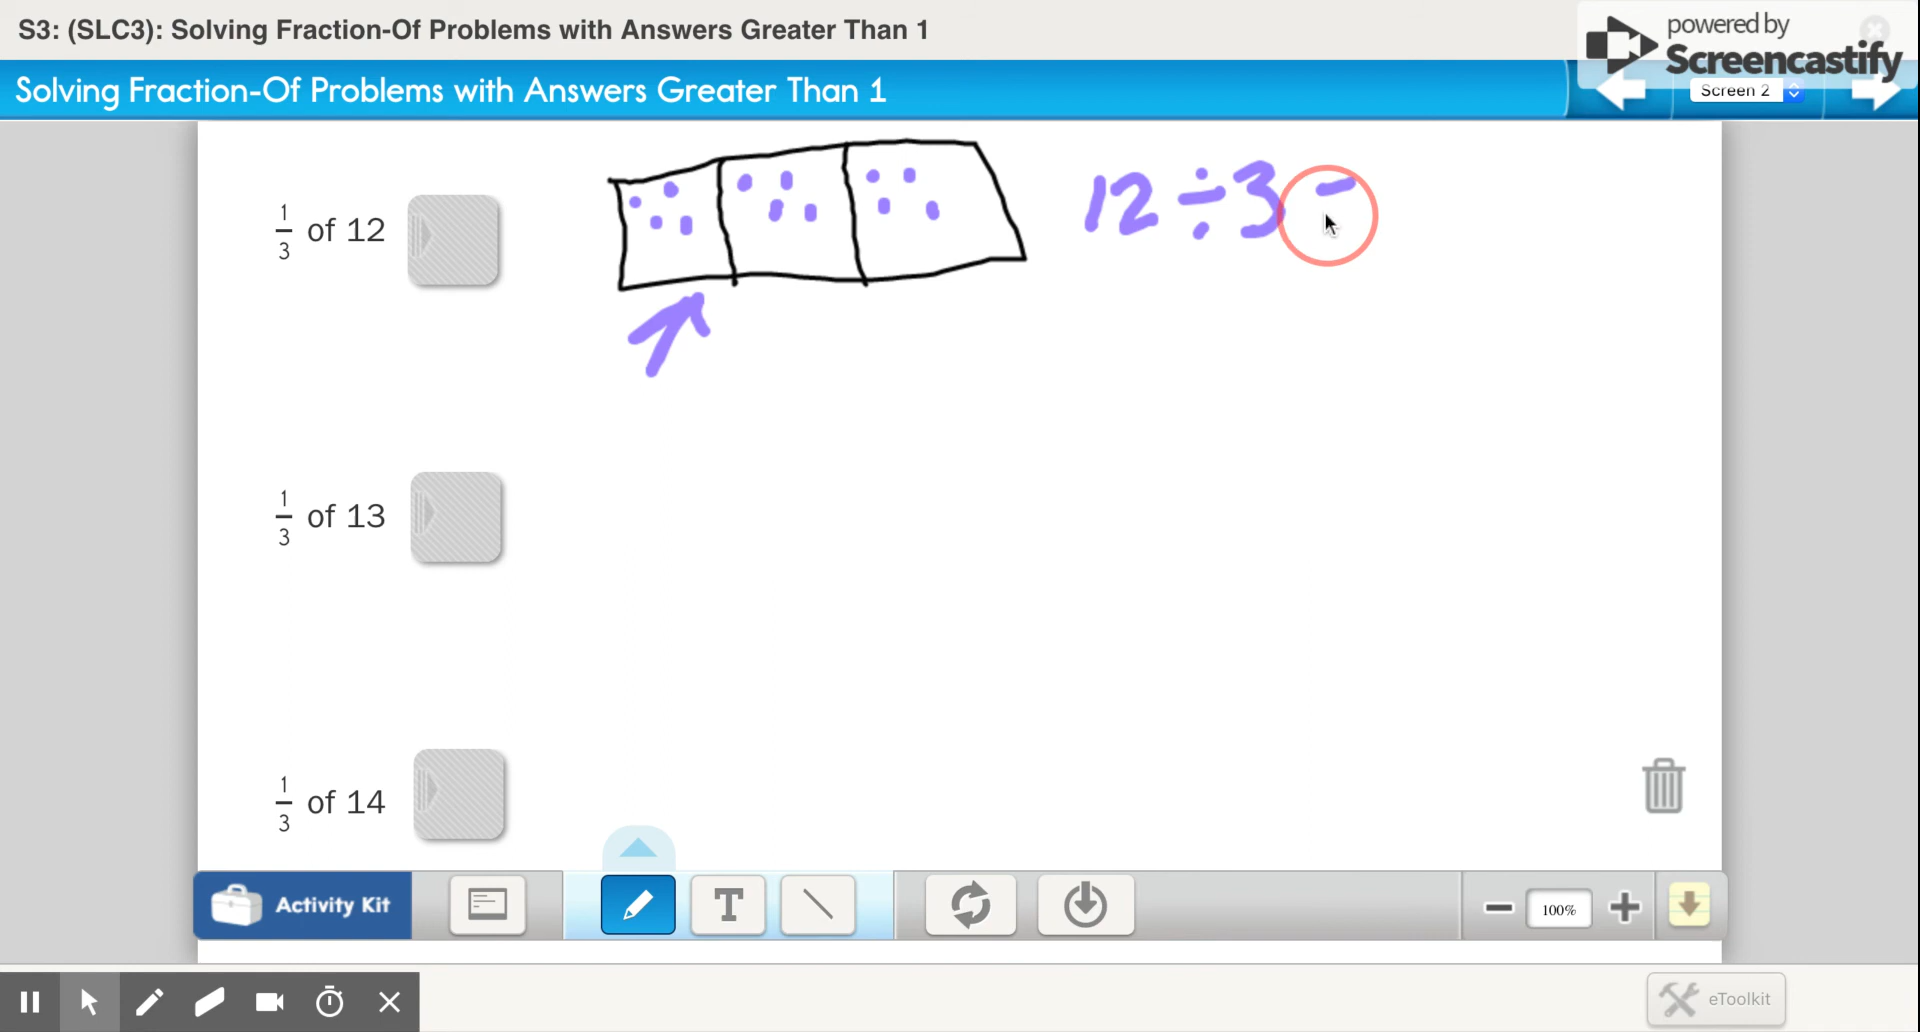 S3: (SLC3): Solving Fraction-Of Problems with Answers Greater Than 1
powered by
Screencastify
Solving Fraction-Of Problems with Answers Greater Than 1
Screen 2
1/3 of 12
12 ÷ 3 -
1/3 of 13
1/3 of 14
Activity Kit
T
100%
eToolkit